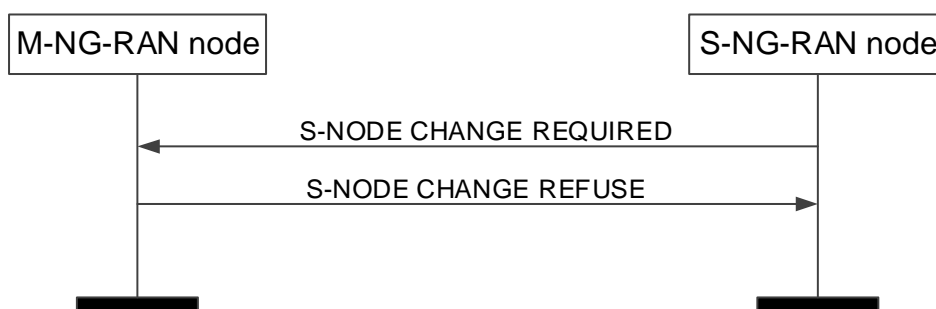 M-NG-RAN node
S-NG-RAN node
S-NODE CHANGE REQUIRED
S-NODE CHANGE REFUSE